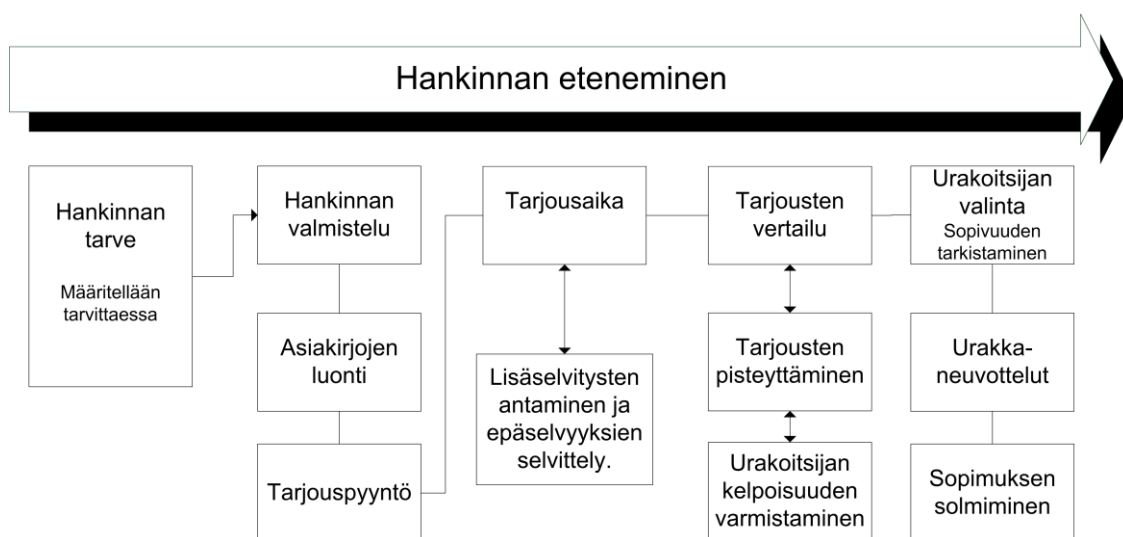 Hankinnan eteneminen
Hankinnan
tarve
Määritellään
tarvittaessa
Hankinnan
valmistelu
Asiakirjojen
luonti
Tarjouspyyntö
Tarjousaika
Lisäselvitysten
antaminen ja
epäselvyyksien
selvittely.
Tarjousten
vertailu
Tarjousten
pisteyttäminen
Urakoitsijan
kelpoisuuden
varmistaminen
Urakoitsijan
valinta
Sopivuuden
tarkistaminen
Urakka-
neuvottelut
Sopimuksen
solmiminen